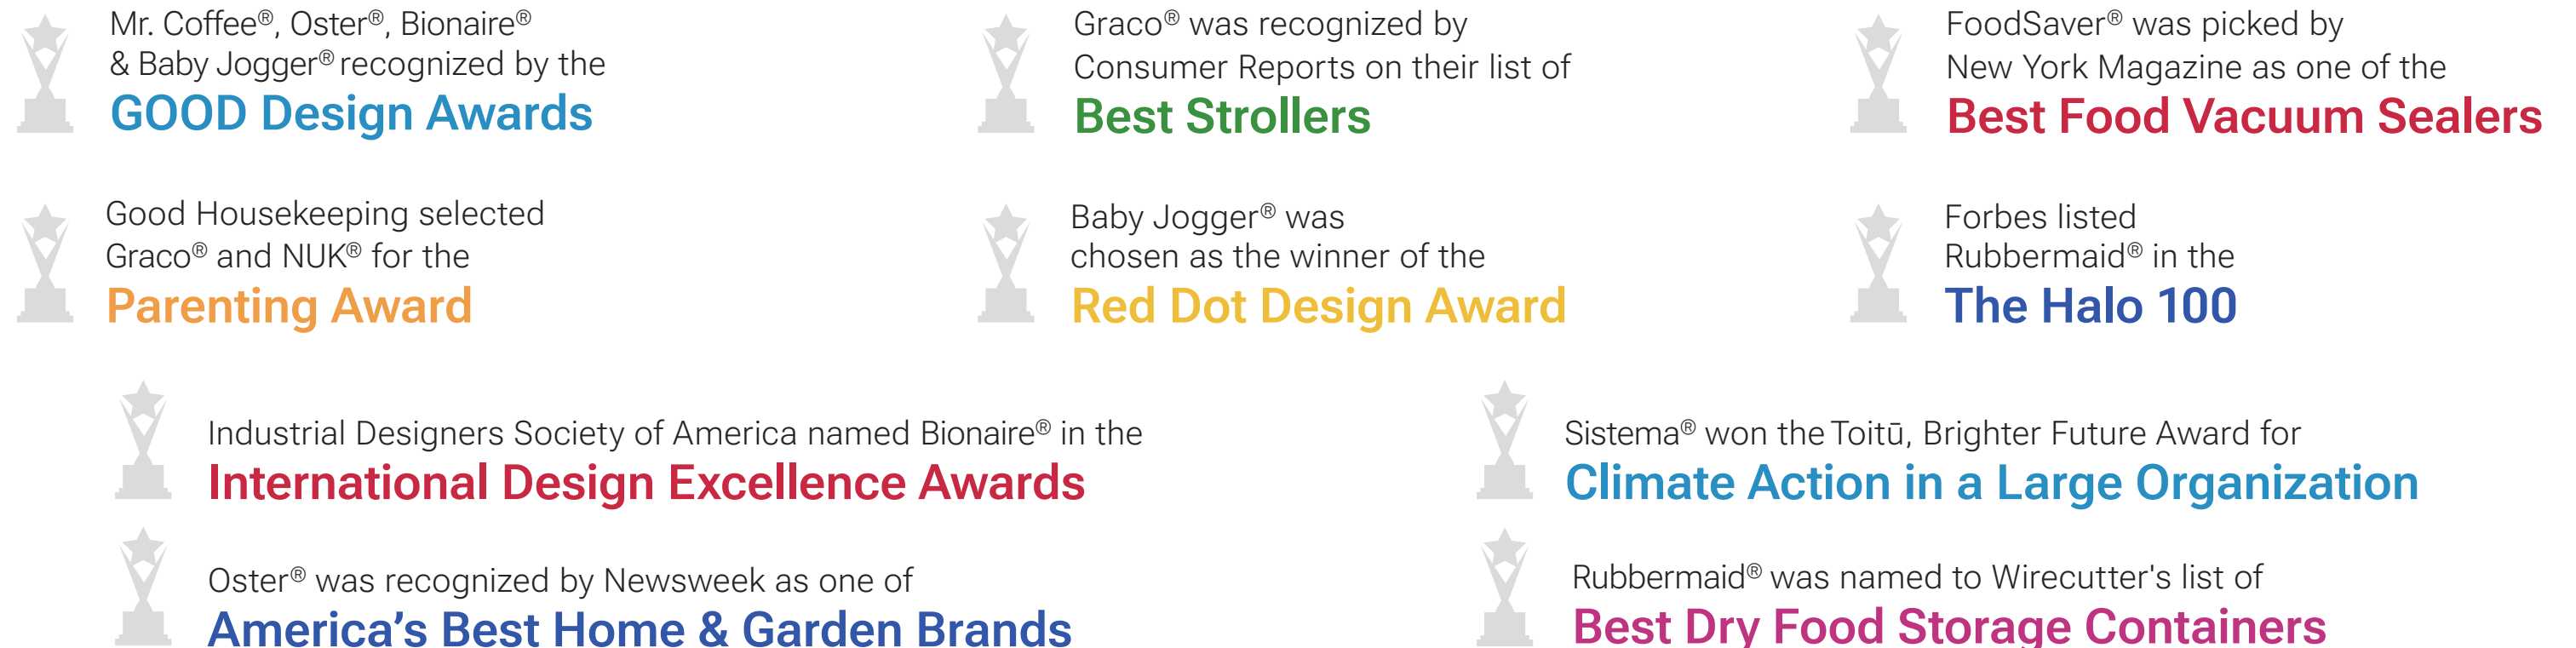 Mr. Coffee®, Oster®, Bionaire®
& Baby Jogger® recognized by the
GOOD Design Awards
Graco® was recognized by
Consumer Reports on their list of
Best Strollers
FoodSaver® was picked by
New York Magazine as one of the
Best Food Vacuum Sealers
Good Housekeeping selected
Graco® and NUK® for the
Parenting Award
Baby Jogger® was
chosen as the winner of the
Red Dot Design Award
Forbes listed
Rubbermaid® in the
The Halo 100
Industrial Designers Society of America named Bionaire® in the
International Design Excellence Awards
Sistema® won the Toitū, Brighter Future Award for
Climate Action in a Large Organization
Oster® was recognized by Newsweek as one of
America’s Best Home & Garden Brands
Rubbermaid® was named to Wirecutter's list of
Best Dry Food Storage Containers